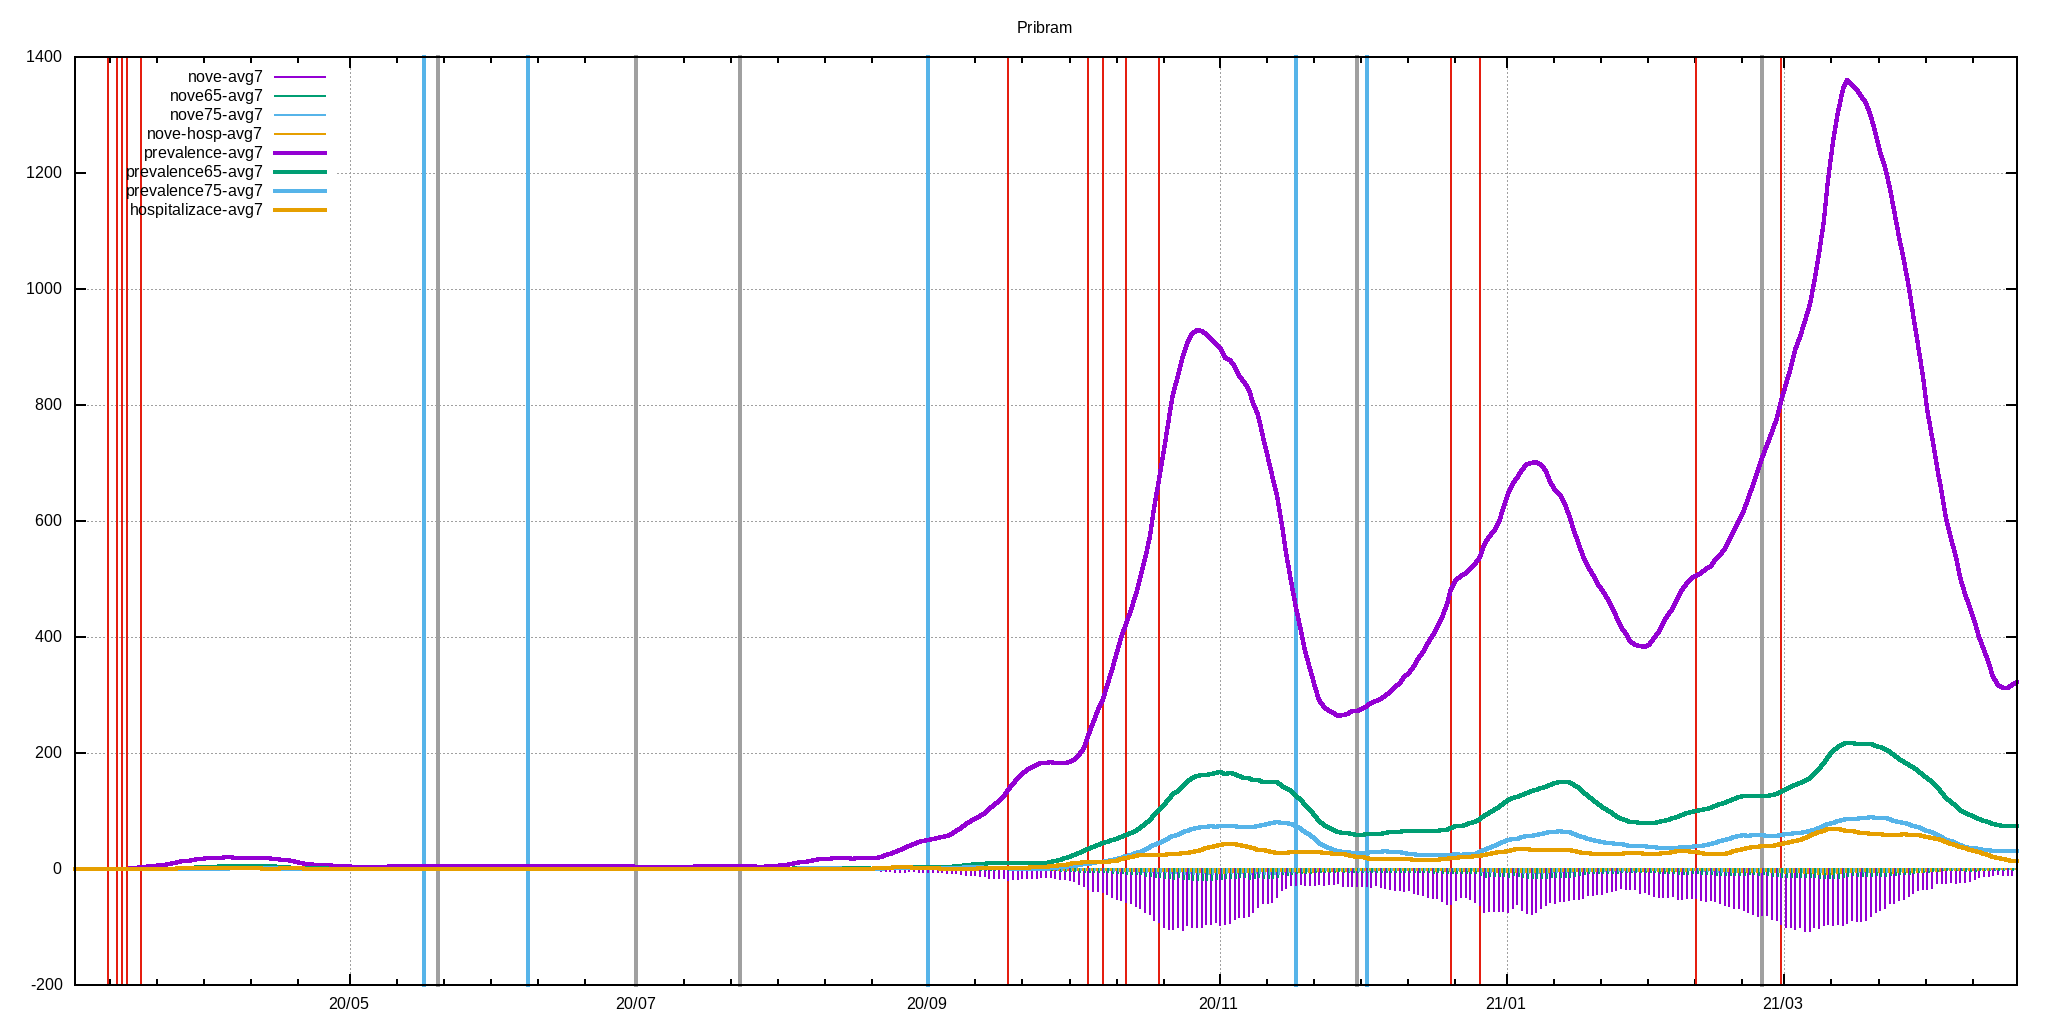 Pribram
1400
1200
1000
800
600
400
200
0
-200
nove-avg7
nove65-avg7
nove75-avg7
nove-hosp-avg7
prevalence-avg7
prevalence65-avg7
prevalence75-avg7
hospitalizace-avg7
20/05
20/07
20/09
20/11
21/01
21/03